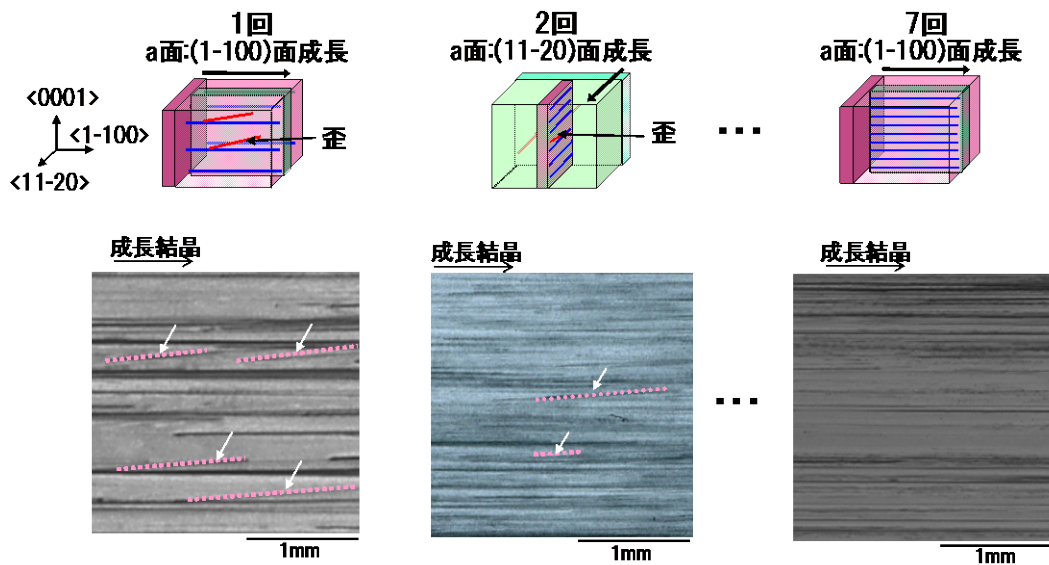 1回
a面:(1-100)面成長
2回
a面:(11-20)面成長
7回
a面:(1-100)面成長
<0001>
<1-100>
<11-20>
歪
歪
•••
成長結晶
成長結晶
成長結晶
•••
1mm
1mm
1mm